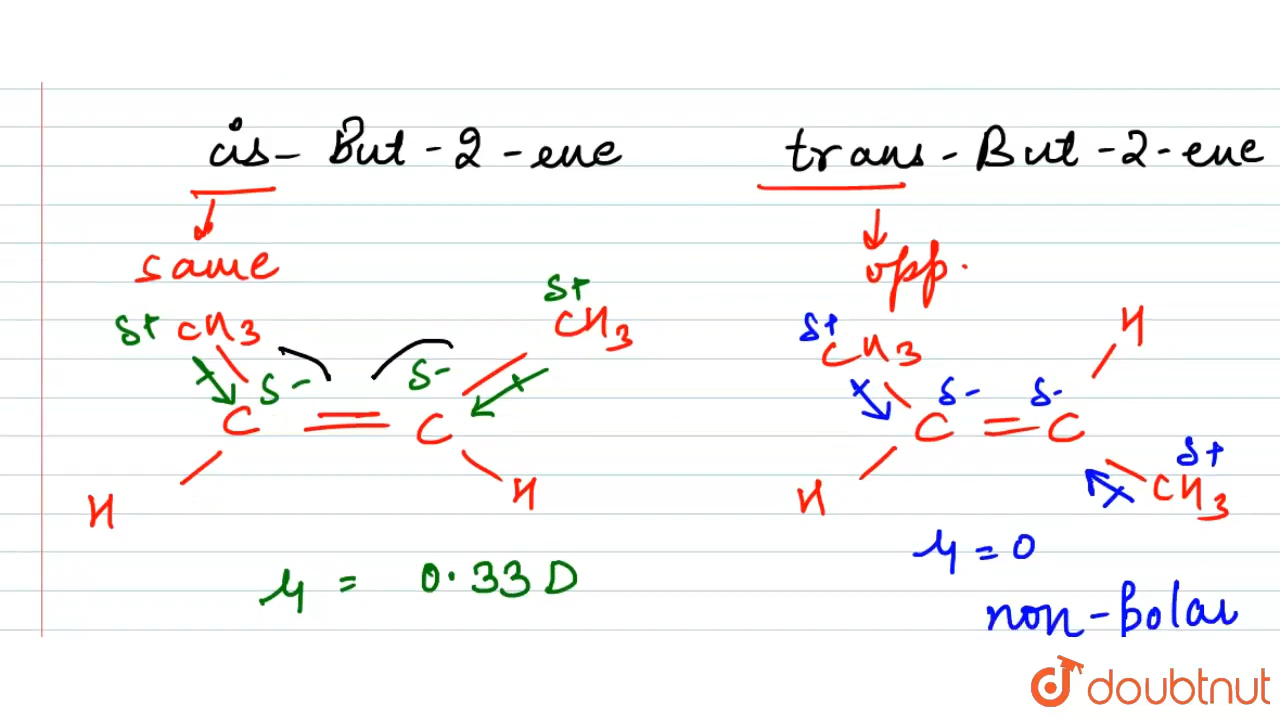 cis- But-2-ene
same
δ+ CH3
δ+
CH3
δ-
δ-
C = C
H
H
μ = 0.33 D
trans- But-2-ene
opp.
δ+
CH3
H
δ-
δ-
C = C
H
δ+
CH3
μ = 0
non-Bolar
doubtnut